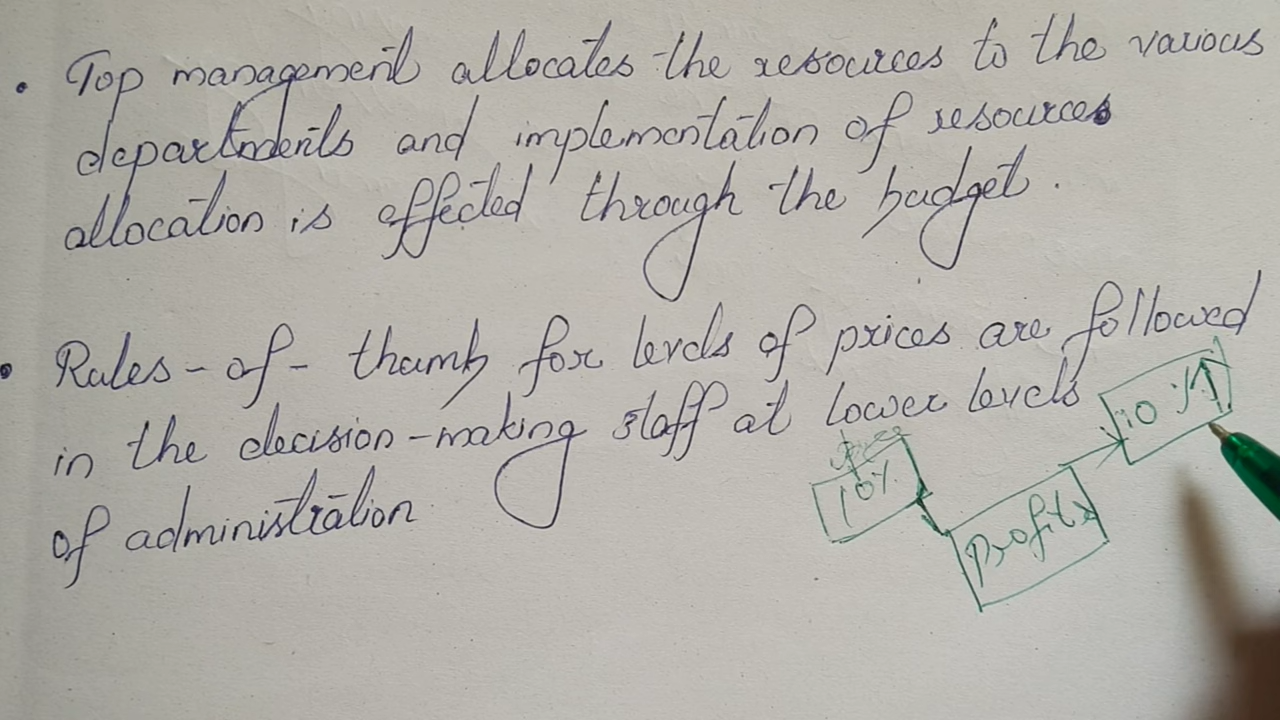 • Top management allocates the resources to the various
departments and implementation of resources
allocation is effected through the budget.
• Rules-of-thumb for levels of prices are followed
in the decision-making staff at lower levels
of administration
10%
Profits
10%↑